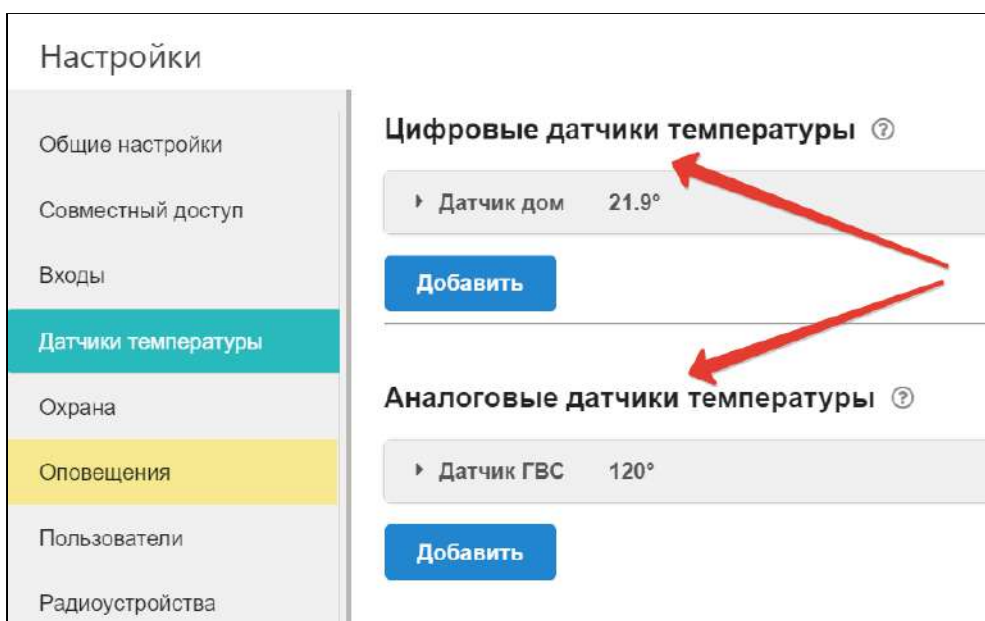 Настройки
Общие настройки
Совместный доступ
Входы
Датчики температуры
Охрана
Оповещения
Пользователи
Радиоустройства
Цифровые датчики температуры ?
Датчик дом 21.9°
Добавить
Аналоговые датчики температуры ?
Датчик ГВС 120°
Добавить